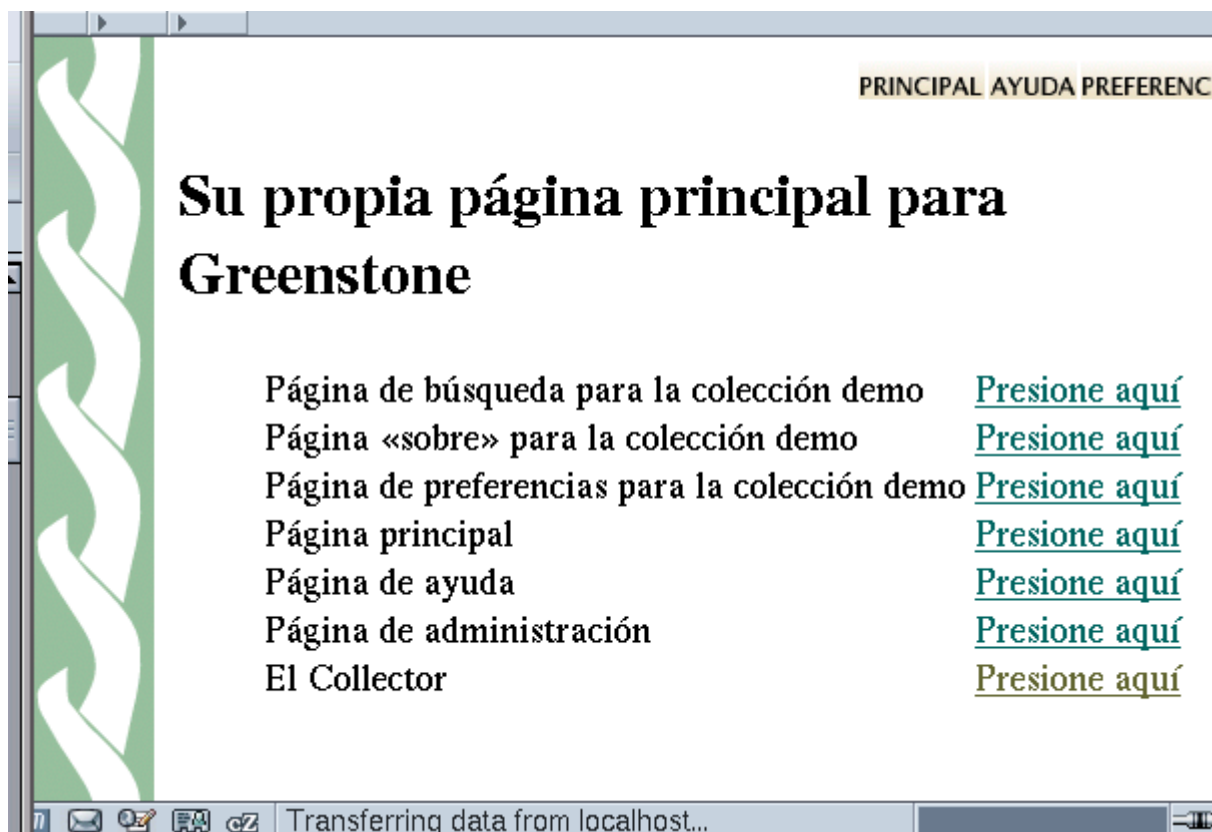 PRINCIPAL AYUDA PREFERENC
Su propia página principal para
Greenstone
Página de búsqueda para la colección demo Presione aquí
Página «sobre» para la colección demo Presione aquí
Página de preferencias para la colección demo Presione aquí
Página principal Presione aquí
Página de ayuda Presione aquí
Página de administración Presione aquí
El Collector Presione aquí
Transferring data from localhost...